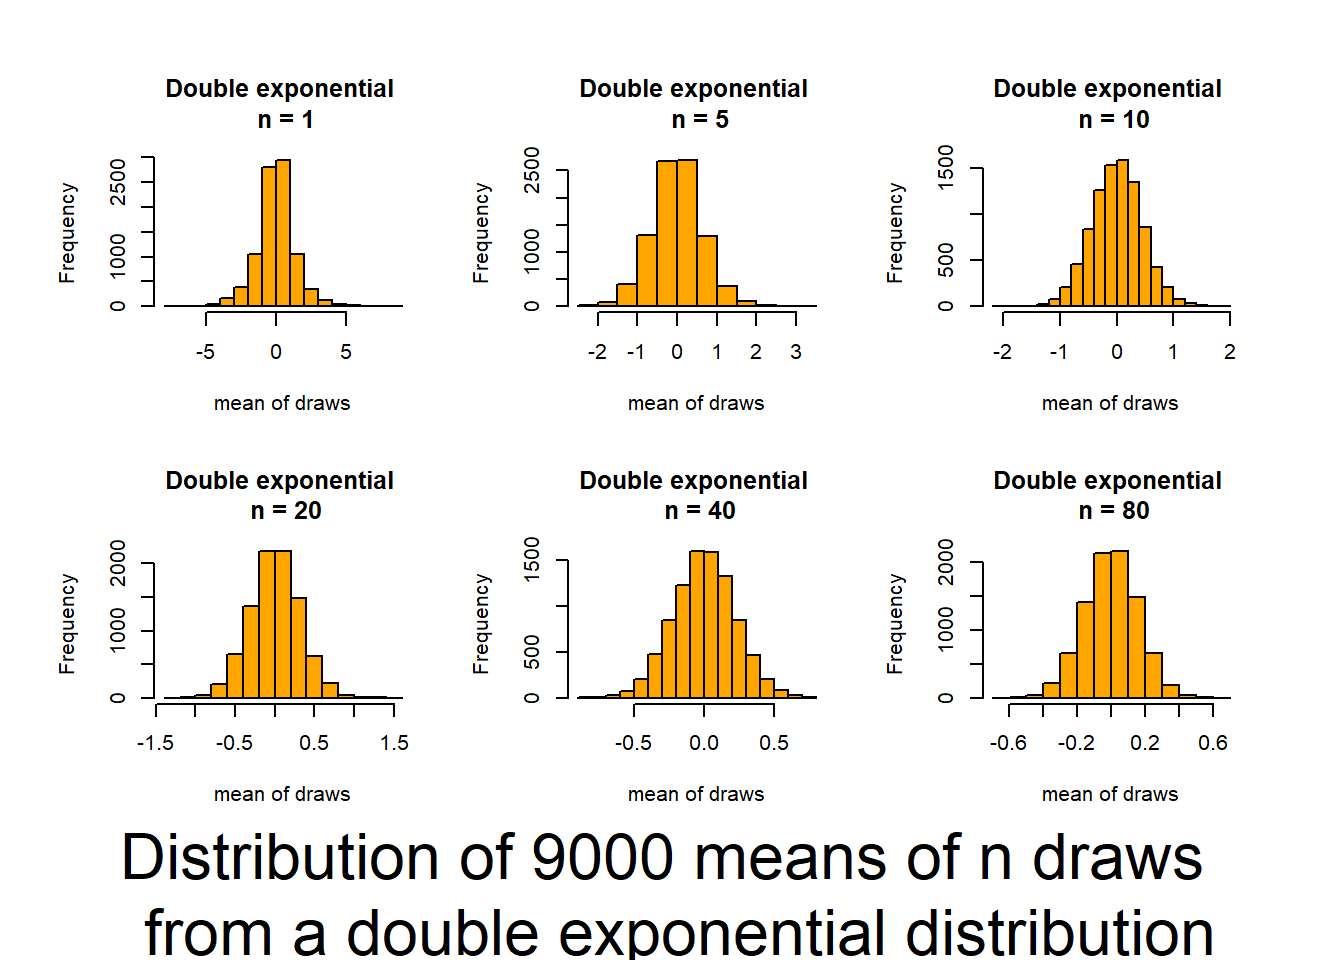 Double exponential
n = 1
Frequency
0 1000 2500
-5 0 5
mean of draws
Double exponential
n = 5
Frequency
0 1000 2500
-2 -1 0 1 2 3
mean of draws
Double exponential
n = 10
Frequency
0 500 1500
-2 -1 0 1 2
mean of draws
Double exponential
n = 20
Frequency
0 1000 2000
-1.5 -0.5 0.5 1.5
mean of draws
Double exponential
n = 40
Frequency
0 500 1500
-0.5 0.0 0.5
mean of draws
Double exponential
n = 80
Frequency
0 1000 2000
-0.6 -0.2 0.2 0.6
mean of draws
Distribution of 9000 means of n draws
from a double exponential distribution